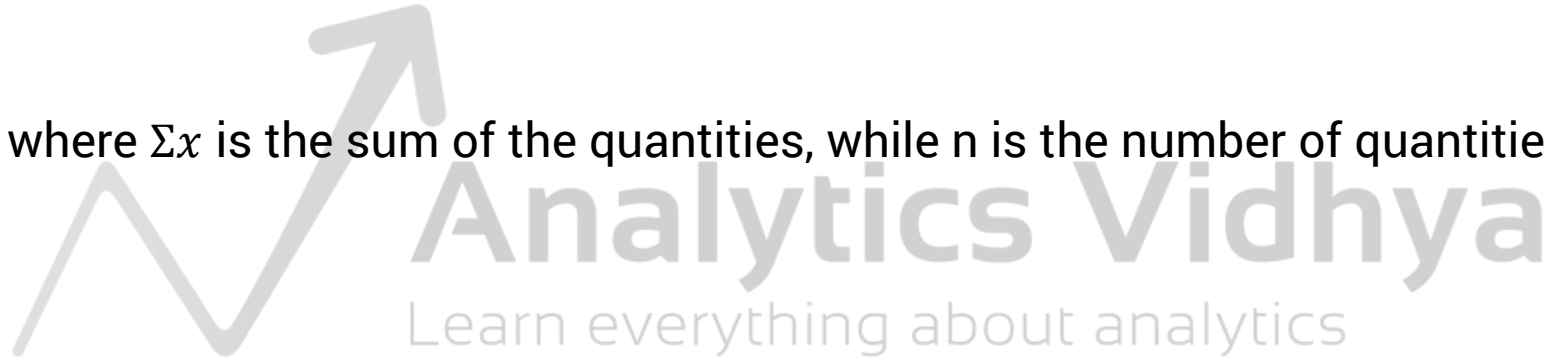 where Σx is the sum of the quantities, while n is the number of quantitie
Analytics Vidhya
Learn everything about analytics